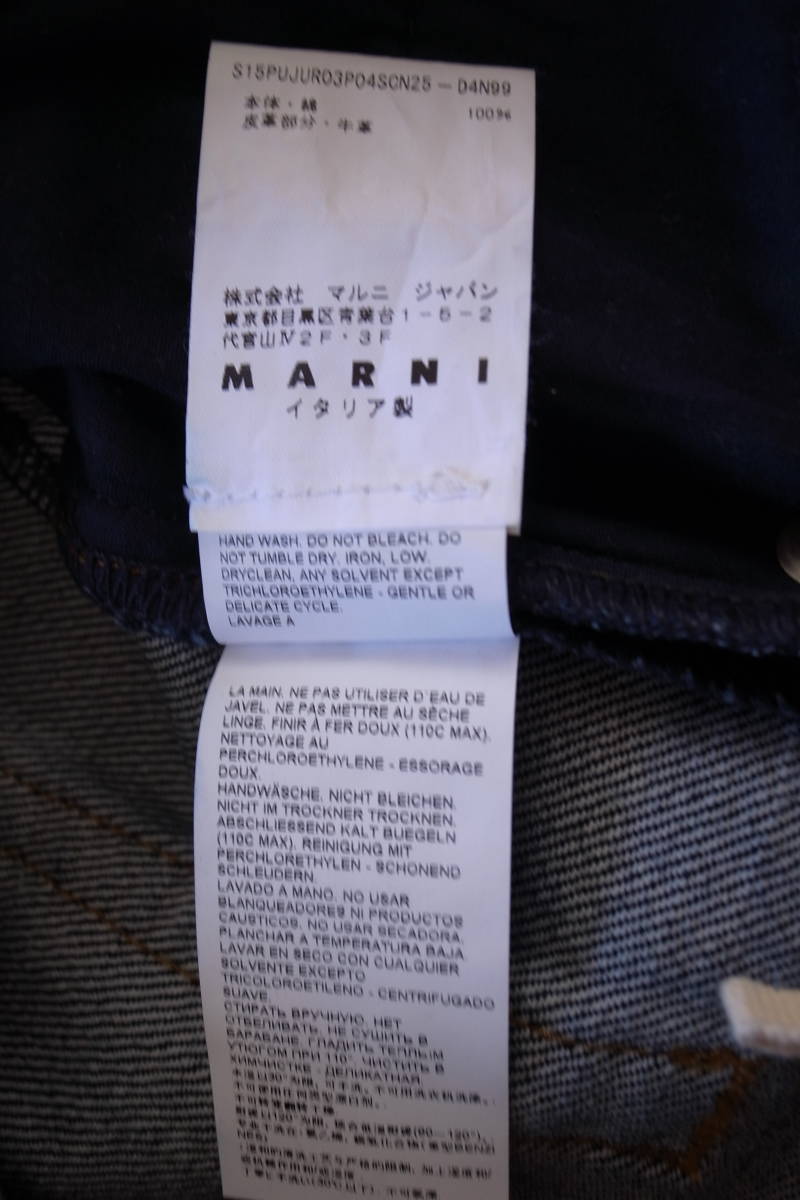 S15PUJUR03P04SCN25 - D4N99
本体・綿 100%
皮革部分・牛革
株式会社 マルニ ジャパン
東京都目黒区青葉台1-5-2
代官山Ⅳ2F・3F
MARNI
イタリア製
HAND WASH. DO NOT BLEACH. DO
NOT TUMBLE DRY. IRON, LOW.
DRYCLEAN, ANY SOLVENT EXCEPT
TRICHLOROETHYLENE - GENTLE OR
DELICATE CYCLE.
LAVAGE A
LA MAIN. NE PAS UTILISER D'EAU DE
JAVEL. NE PAS METTRE AU SÈCHE
LINGE. FINIR À FER DOUX (110C MAX).
NETTOYAGE AU
PERCHLOROETHYLENE - ESSORAGE
DOUX.
HANDWÄSCHE. NICHT BLEICHEN.
NICHT IM TROCKNER TROCKNEN.
ABSCHLIESSEND KALT BUEGELN
(110C MAX). REINIGUNG MIT
PERCHLORETHYLEN - SCHONEND
SCHLEUDERN.
LAVADO A MANO. NO USAR
BLANQUEADORES NI PRODUCTOS
CAUSTICOS. NO USAR SECADORA.
PLANCHAR A TEMPERATURA BAJA
LAVAR EN SECO CON CUALQUIER
SOLVENTE EXCEPTO
TRICOLOROETILENO - CENTRIFUGADO
SUAVE.
СТИРАТЬ ВРУЧНУЮ. НЕТ
ОТБЕЛИВАТЬ. НЕ СУШИТЬ В
БАРАБАНЕ. ГЛАДИТЬ ТЕПЛЫМ
УТЮГОМ ПРИ 110°. ЧИСТИТЬ В
ХИМЧИСТКЕ - ДЕЛИКАТНАЯ